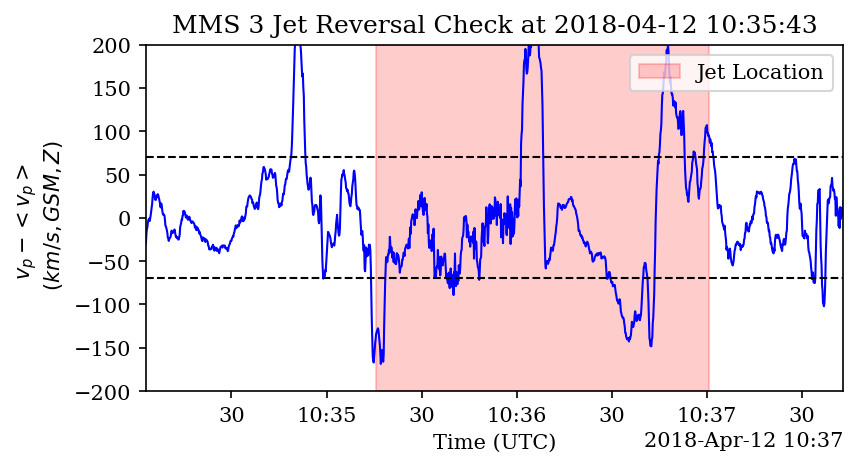 MMS 3 Jet Reversal Check at 2018-04-12 10:35:43
Jet Location
200
150
100
50
0
−50
−100
−150
−200
v_p − < v_p >
(km/s, GSM, Z)
30 10:35 30 10:36 30 10:37 30
Time (UTC)
2018-Apr-12 10:37